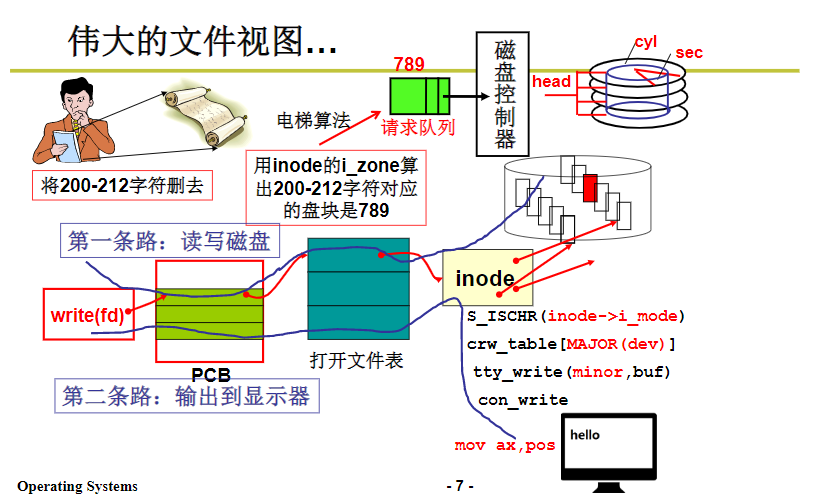 伟大的文件视图…
789
cyl
sec
head
磁盘控制器
电梯算法
请求队列
将200-212字符删去
用inode的i_zone算
出200-212字符对应
的盘块是789
第一条路：读写磁盘
write(fd)
PCB
打开文件表
inode
S_ISCHR(inode->i_mode)
crw_table[MAJOR(dev)]
tty_write(minor,buf)
con_write
第二条路：输出到显示器
mov ax,pos
hello
Operating Systems
- 7 -